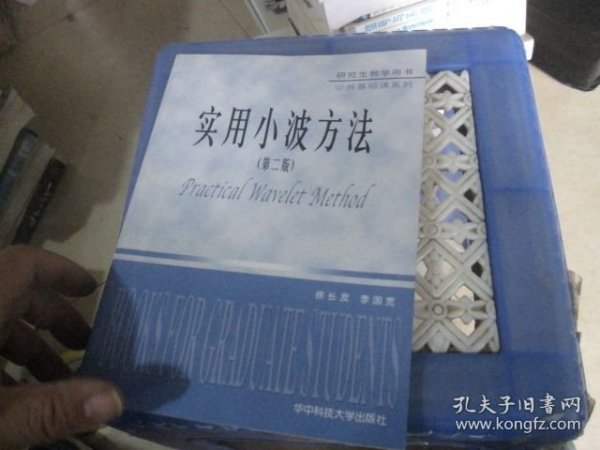 研究生教学用书
公共基础课系列
实用小波方法
(第二版)
Practical Wavelet Method
徐长发 李国宽
BOOKS FOR GRADUATE STUDENTS
华中科技大学出版社
孔夫子旧書网
www.kongfz.com